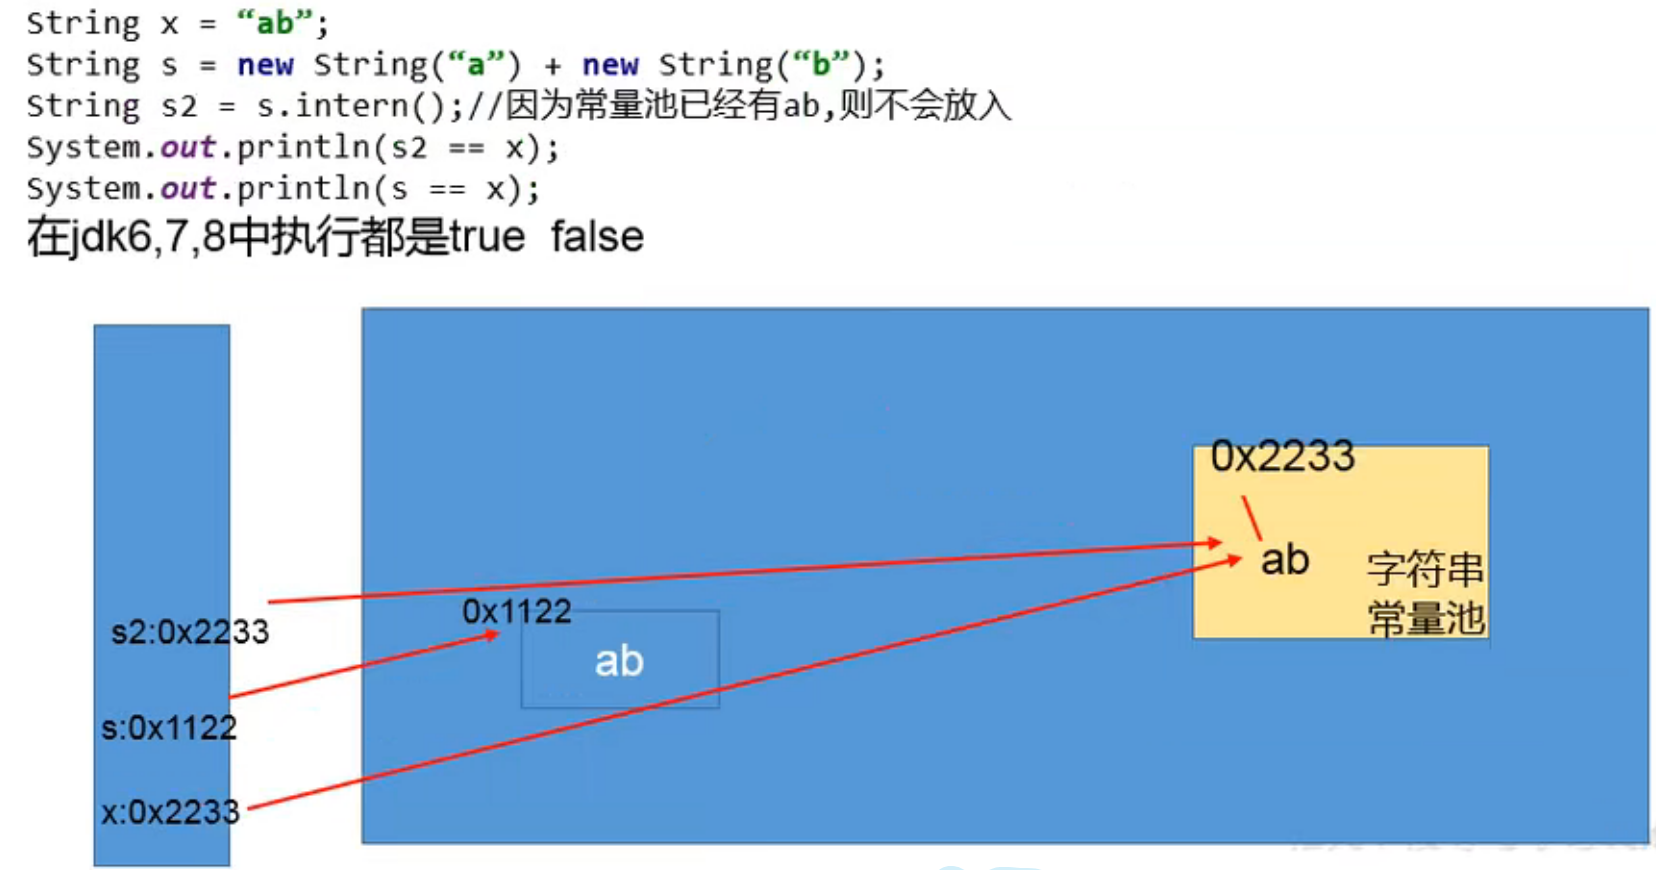 String x = “ab”;
String s = new String(“a”) + new String(“b”);
String s2 = s.intern();//因为常量池已经有ab,则不会放入
System.out.println(s2 == x);
System.out.println(s == x);
在jdk6,7,8中执行都是true false
0x2233
ab
字符串
常量池
0x1122
ab
s2:0x2233
s:0x1122
x:0x2233